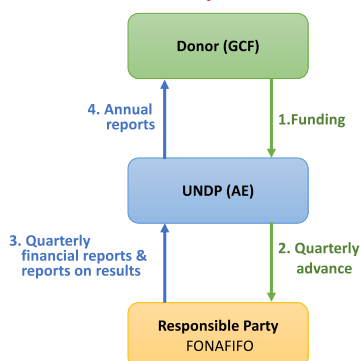 Donor (GCF)
4. Annual
reports
1.Funding
UNDP (AE)
3. Quarterly
financial reports &
reports on results
2. Quarterly
advance
Responsible Party
FONAFIFO